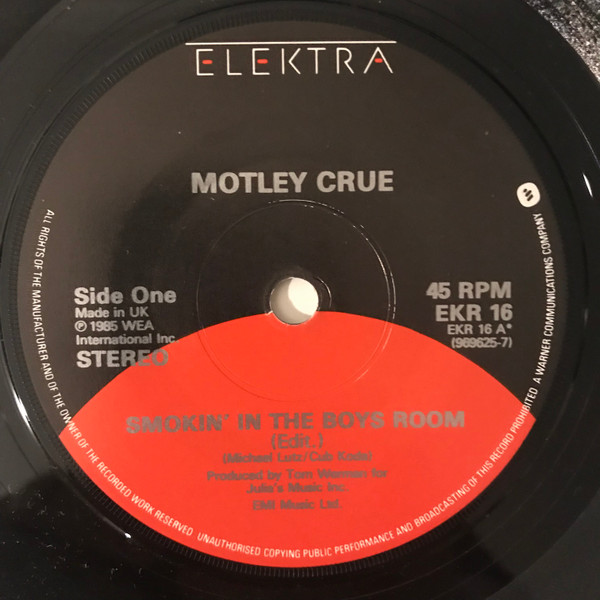 ELEKTRA
MOTLEY CRUE
Side One
Made in UK
℗ 1985 WEA
International Inc.
STEREO
45 RPM
EKR 16
EKR 16 A*
(969625-7)
SMOKIN' IN THE BOYS ROOM
(Edit.)
(Michael Lutz/Cub Koda)
Produced by Tom Werman for
Julia's Music Inc.
EMI Music Ltd.
ALL RIGHTS OF THE MANUFACTURER AND OF THE OWNER OF THE RECORDED WORK RESERVED. UNAUTHORISED COPYING PUBLIC PERFORMANCE AND BROADCASTING OF THIS RECORD PROHIBITED. A WARNER COMMUNICATIONS COMPANY